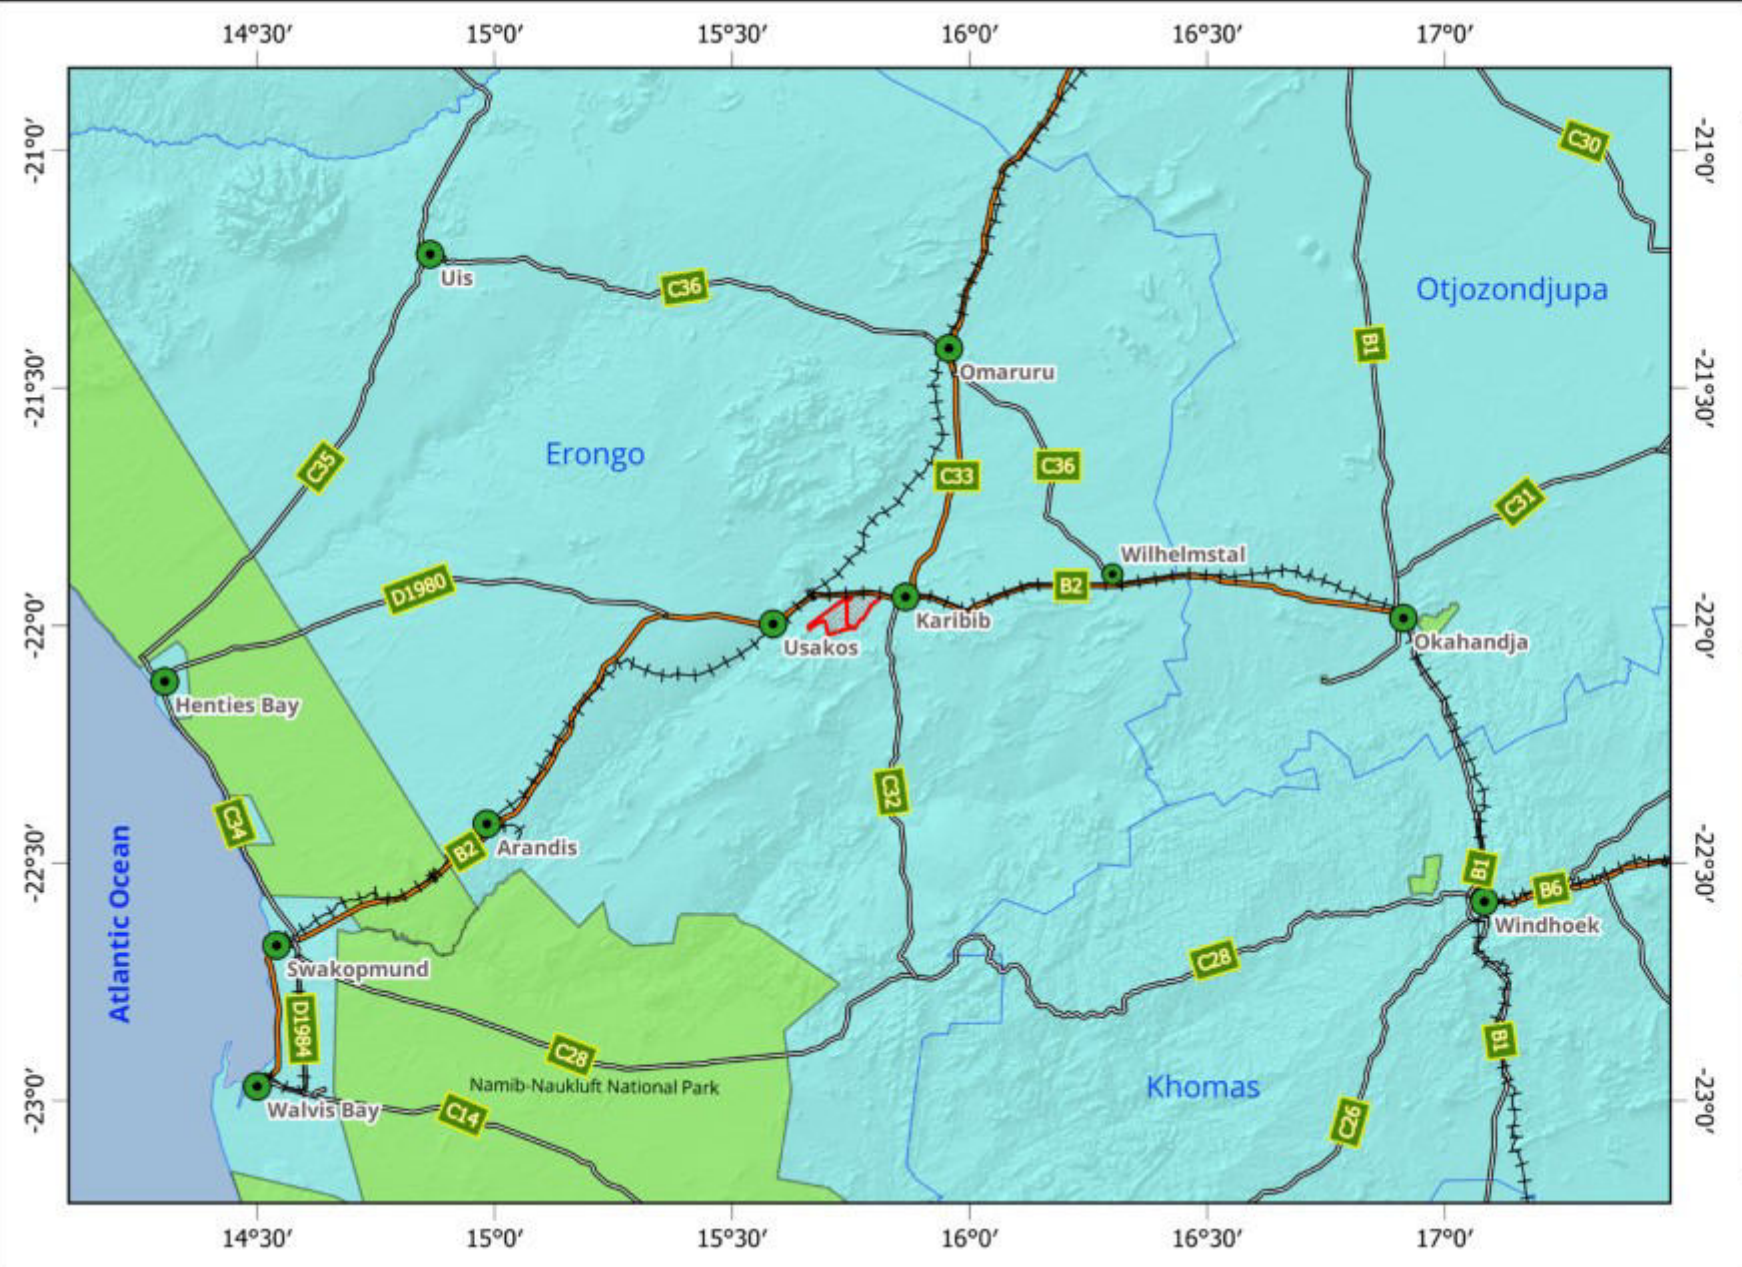 14°30′ 15°0′ 15°30′ 16°0′ 16°30′ 17°0′
-21°0′
-21°0′
C30
Uis
C36
Otjozondjupa
B1
Omaruru
-21°30′
-21°30′
Erongo
C35
C33
C36
C31
Wilhelmstal
D1980
B2
-22°0′
Karibib
-22°0′
Usakos
Okahandja
Henties Bay
C32
C34
Atlantic Ocean
Arandis
B2
-22°30′
B1
-22°30′
B6
Windhoek
Swakopmund
C28
D1984
C28
B1
Namib-Naukluft National Park
Khomas
-23°0′
-23°0′
Walvis Bay
C14
C26
14°30′ 15°0′ 15°30′ 16°0′ 16°30′ 17°0′